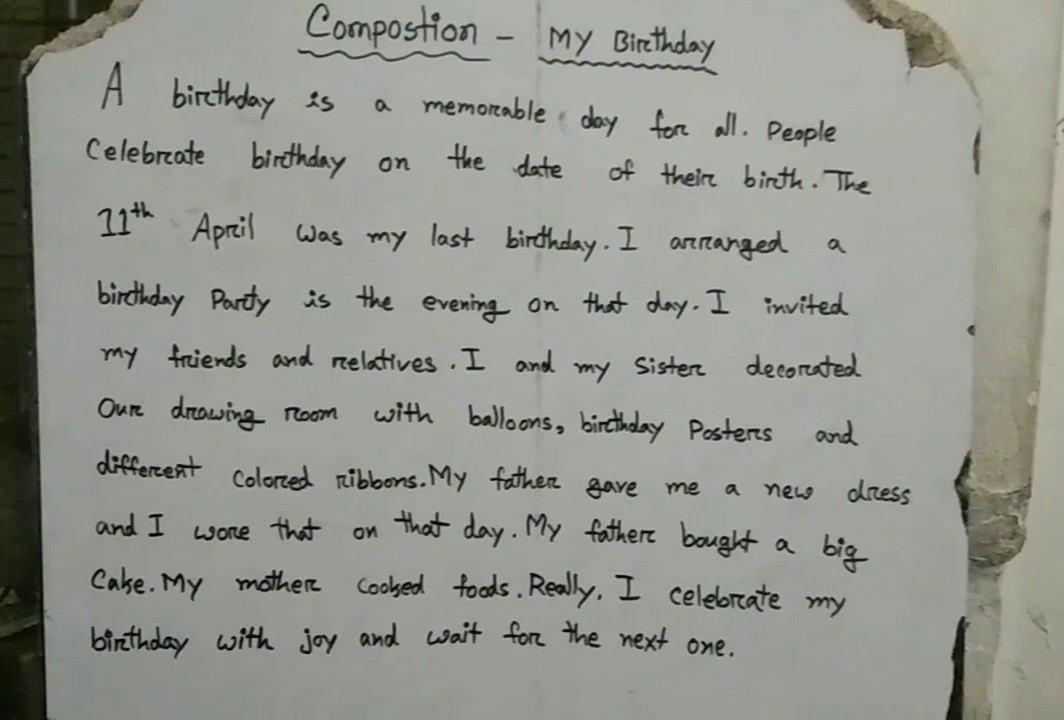 Compostion - My Birthday
A birthday is a memorable day for all. People
Celebrate birthday on the date of their birth. The
11th April was my last birthday. I arranged a
birthday Party is the evening on that day. I invited
my friends and relatives. I and my Sister decorated
Our drawing room with balloons, birthday Posters and
different Colored ribbons. My father gave me a new dress
and I wore that on that day. My father bought a big
Cake. My mother cooked foods. Really, I celebrate my
birthday with joy and wait for the next one.